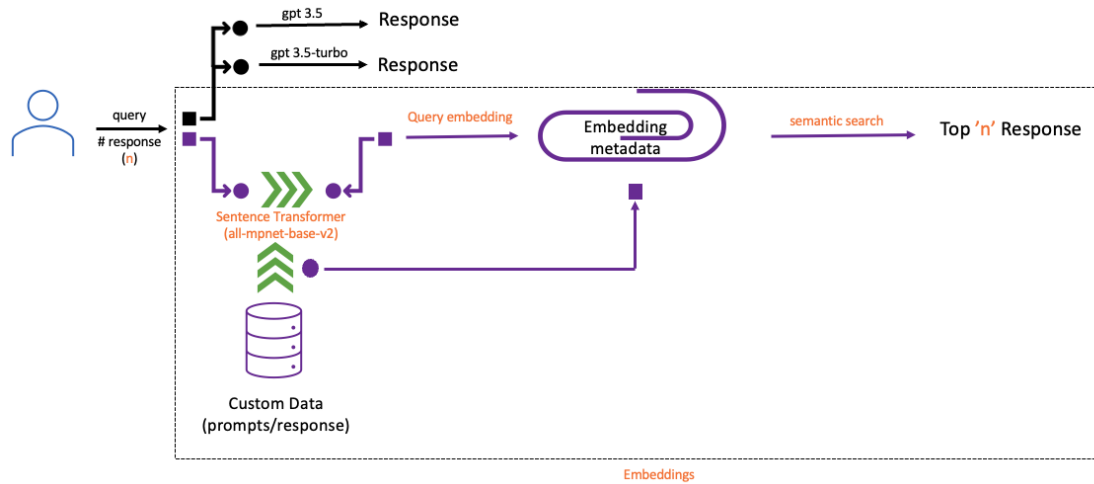 gpt 3.5
Response
gpt 3.5-turbo
Response
query
# response
(n)
Query embedding
Embedding
metadata
semantic search
Top 'n' Response
Sentence Transformer
(all-mpnet-base-v2)
Custom Data
(prompts/response)
Embeddings